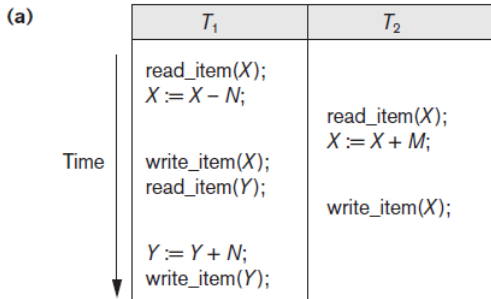 (a)
T1
T2
read_item(X);
X := X – N;
read_item(X);
X := X + M;
Time
write_item(X);
read_item(Y);
write_item(X);
Y := Y + N;
write_item(Y);